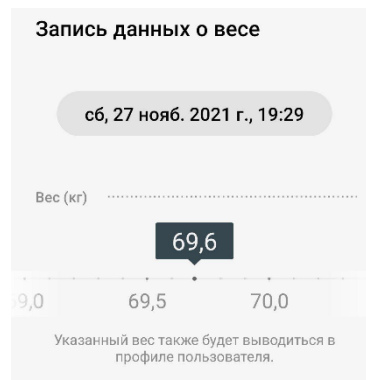 Запись данных о весе
сб, 27 нояб. 2021 г., 19:29
Вес (кг)
69,6
69,5 70,0
Указанный вес также будет выводиться в
профиле пользователя.